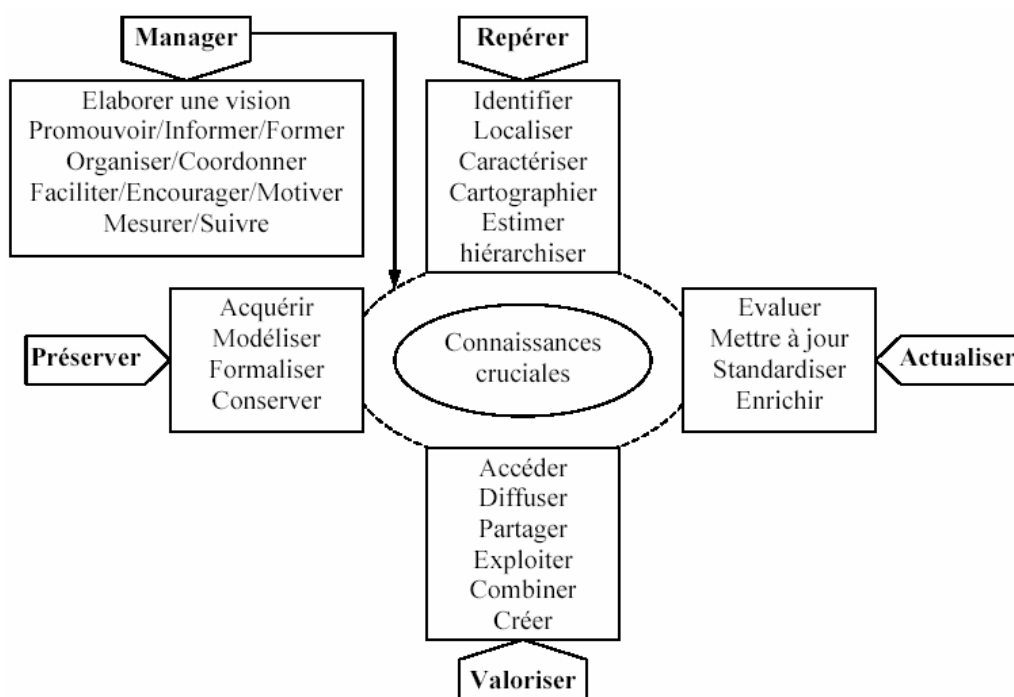 Manager
Elaborer une vision
Promouvoir/Informer/Former
Organiser/Coordonner
Faciliter/Encourager/Motiver
Mesurer/Suivre
Repérer
Identifier
Localiser
Caractériser
Cartographier
Estimer
hiérarchiser
Préserver
Acquérir
Modéliser
Formaliser
Conserver
Connaissances
cruciales
Evaluer
Mettre à jour
Standardiser
Enrichir
Actualiser
Accéder
Diffuser
Partager
Exploiter
Combiner
Créer
Valoriser